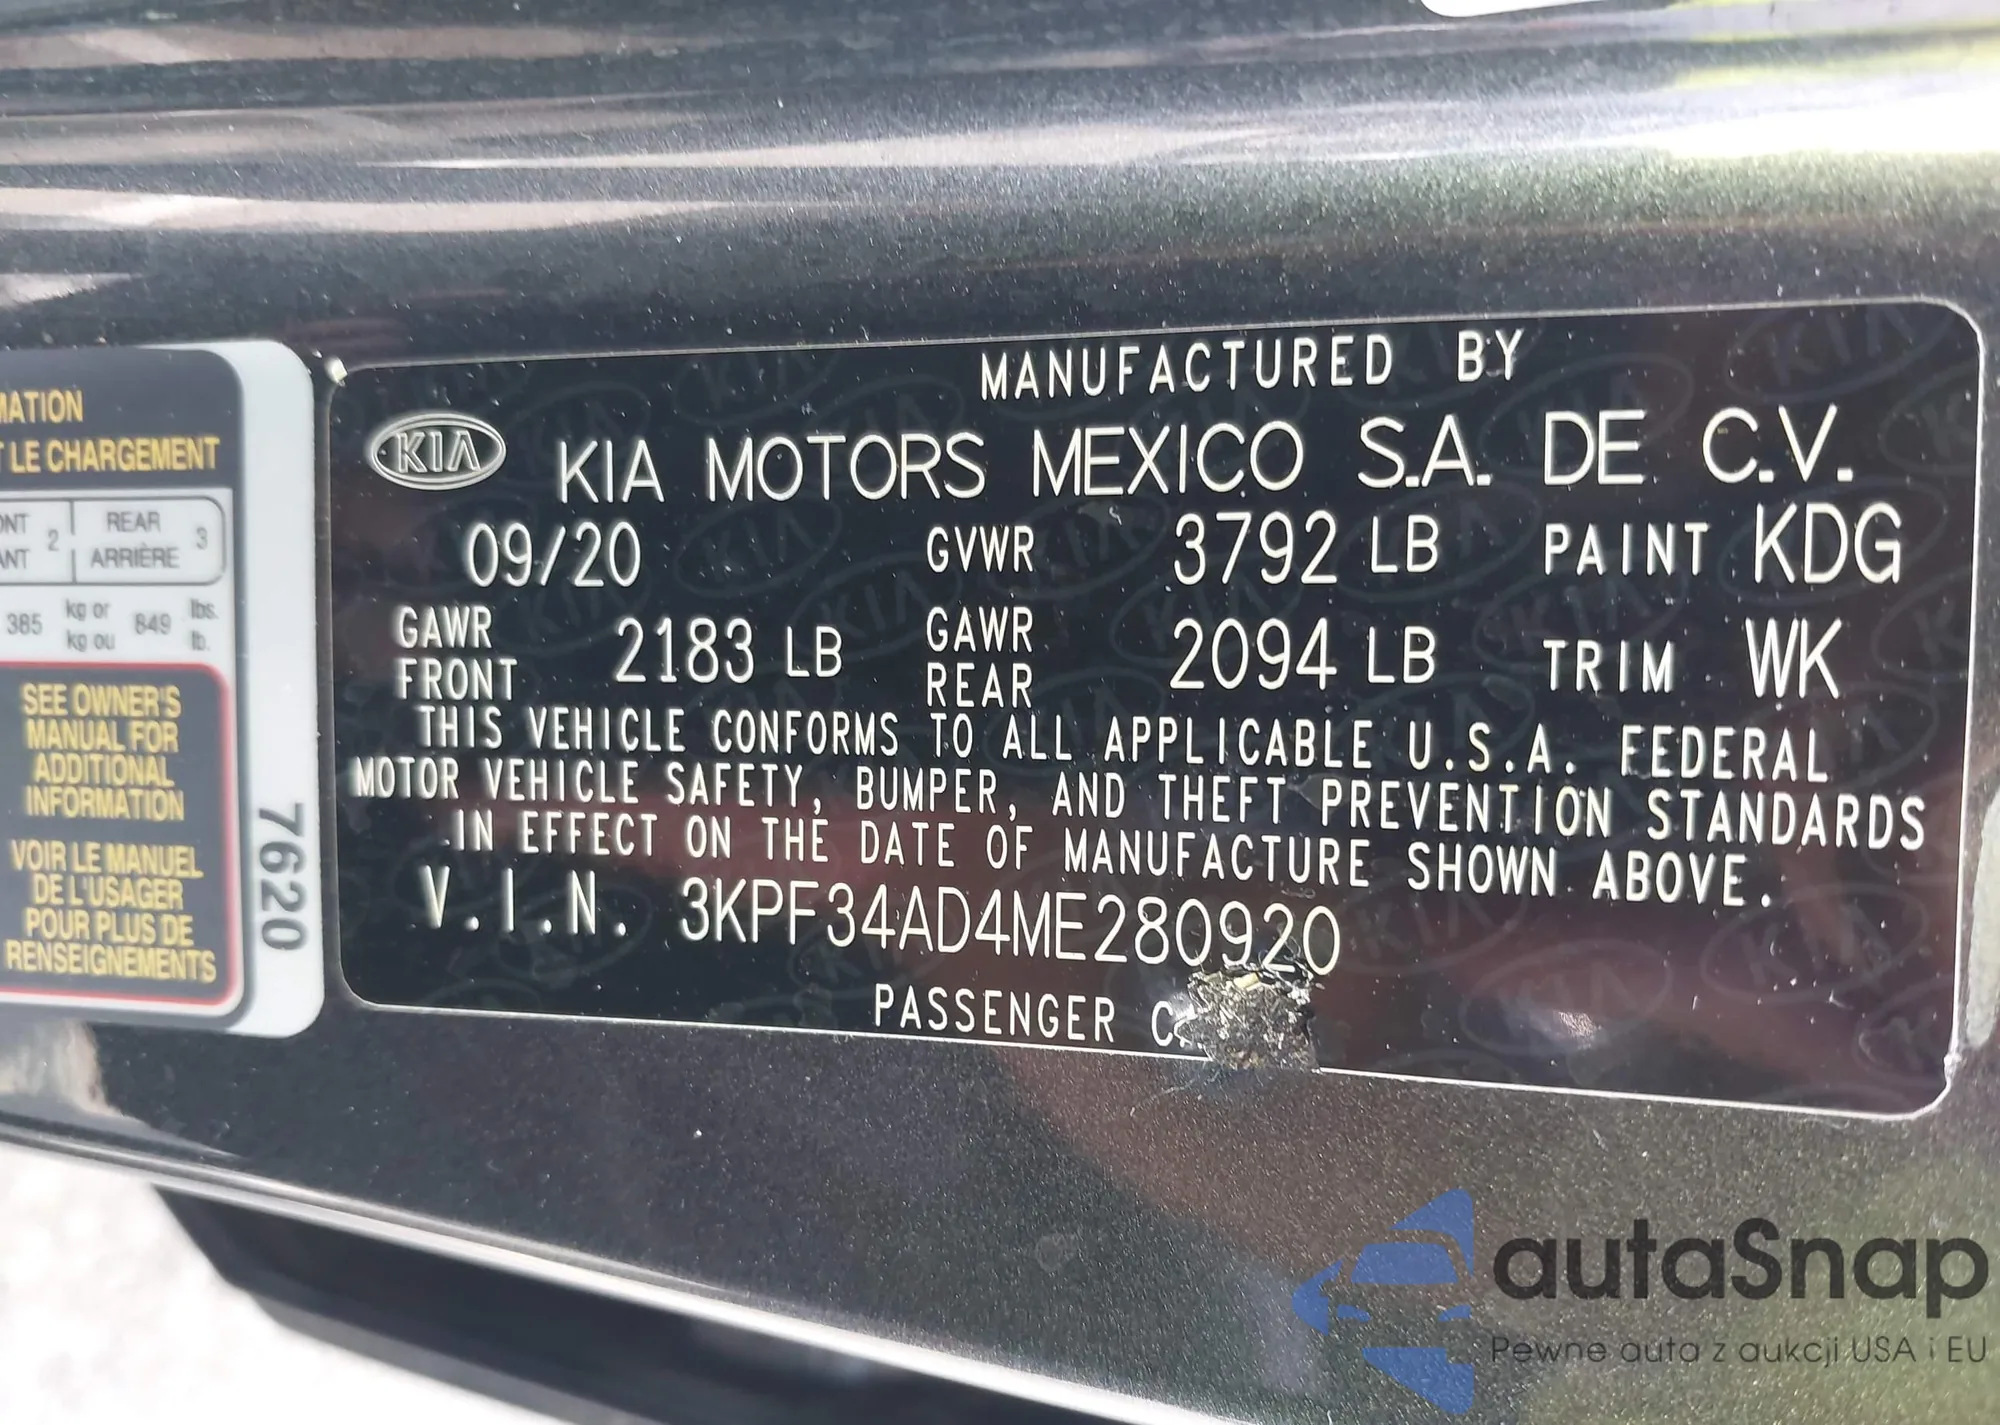 MATION
T LE CHARGEMENT
ONT 2 REAR 3
ANT ARRIÈRE
385 kg or 849 lbs.
kg ou lb.
SEE OWNER'S
MANUAL FOR
ADDITIONAL
INFORMATION
VOIR LE MANUEL
DE L'USAGER
POUR PLUS DE
RENSEIGNEMENTS
7620
MANUFACTURED BY
KIA KIA MOTORS MEXICO S.A. DE C.V.
09/20 GVWR 3792 LB PAINT KDG
GAWR FRONT 2183 LB GAWR REAR 2094 LB TRIM WK
THIS VEHICLE CONFORMS TO ALL APPLICABLE U.S.A. FEDERAL
MOTOR VEHICLE SAFETY, BUMPER, AND THEFT PREVENTION STANDARDS
IN EFFECT ON THE DATE OF MANUFACTURE SHOWN ABOVE.
V.I.N. 3KPF34AD4ME280920
PASSENGER
autaSnap
Pewne auta z aukcji USA i EU